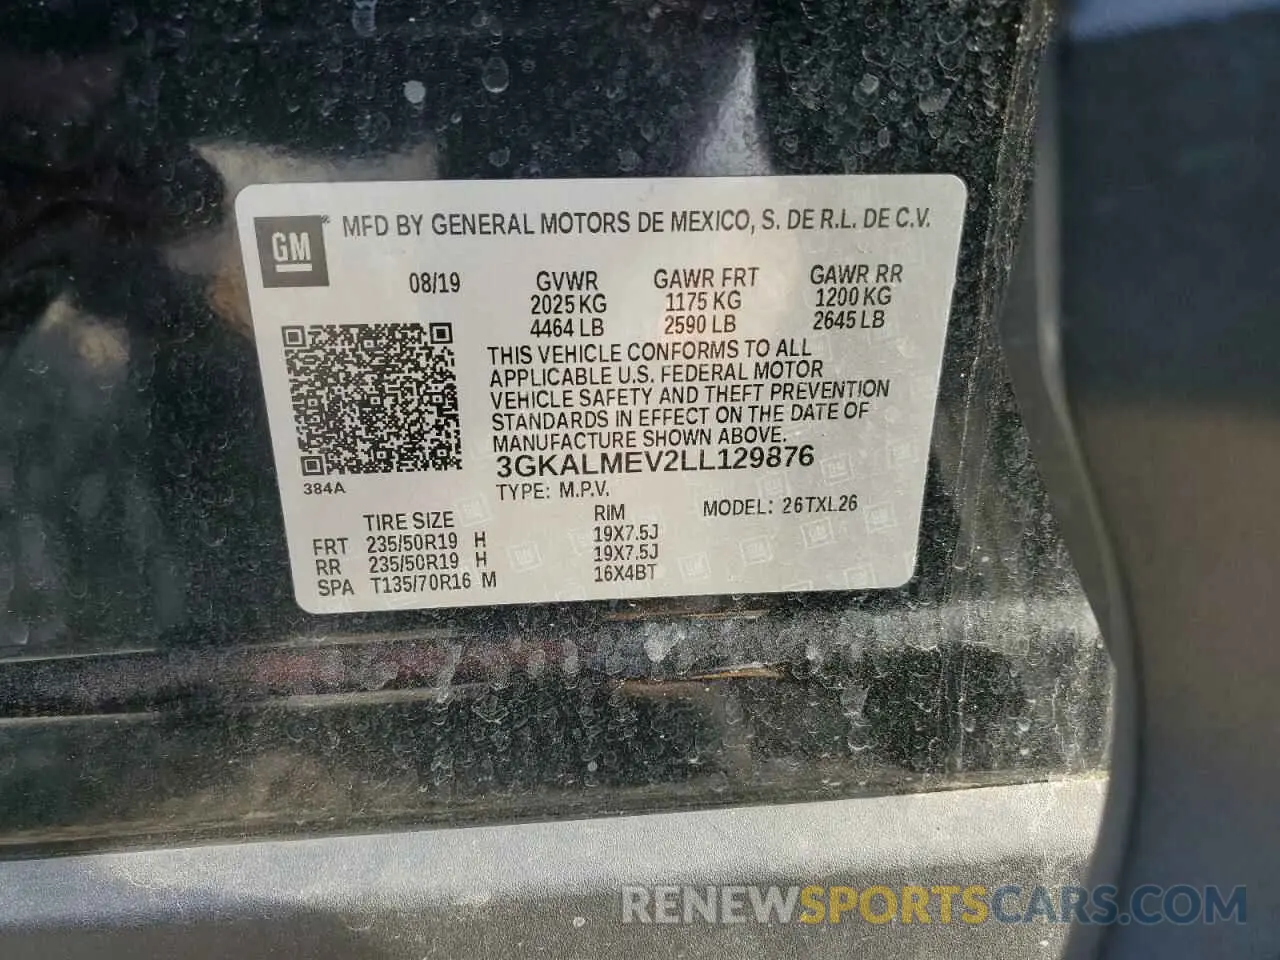 GM MFD BY GENERAL MOTORS DE MEXICO, S. DE R.L. DE C.V.
08/19 GVWR GAWR FRT GAWR RR
2025 KG 1175 KG 1200 KG
4464 LB 2590 LB 2645 LB
THIS VEHICLE CONFORMS TO ALL
APPLICABLE U.S. FEDERAL MOTOR
VEHICLE SAFETY AND THEFT PREVENTION
STANDARDS IN EFFECT ON THE DATE OF
MANUFACTURE SHOWN ABOVE.
3GKALMEV2LL129876
384A
TYPE: M.P.V.
MODEL: 26TXL26
TIRE SIZE RIM
FRT 235/50R19 H 19X7.5J
RR 235/50R19 H 19X7.5J
SPA T135/70R16 M 16X4BT
RENEWSPORTSCARS.COM